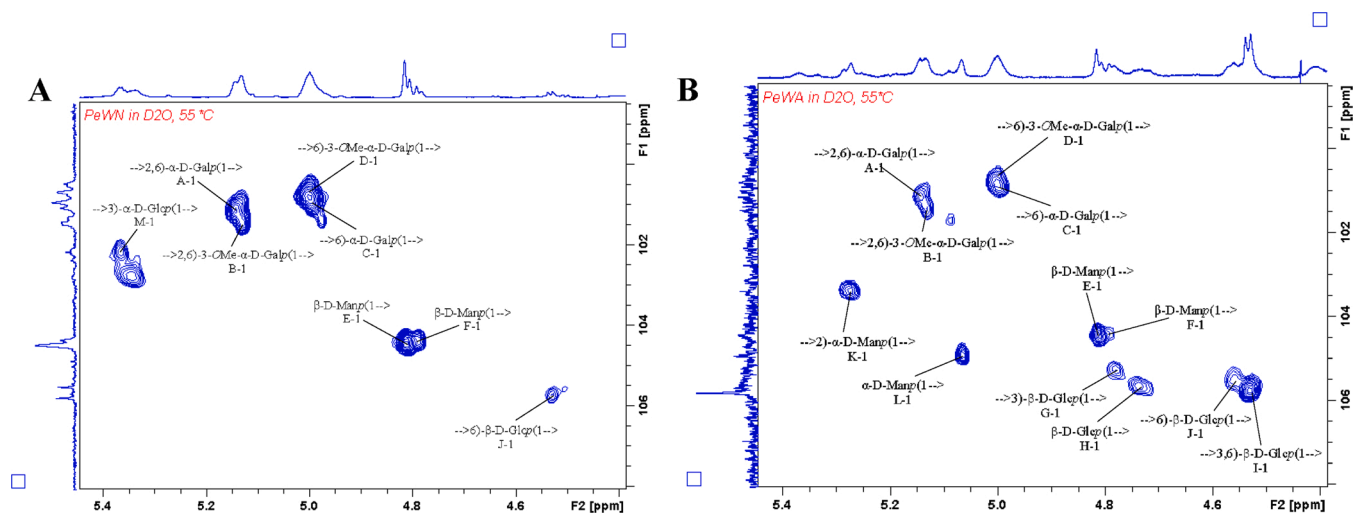 A
PeWN in D2O, 55 °C
-->6)-3-OMe-α-D-Galp(1-->
D-1
-->2,6)-α-D-Galp(1-->
A-1
-->3)-α-D-Glcp(1-->
M-1
-->6)-α-D-Galp(1-->
C-1
-->2,6)-3-OMe-α-D-Galp(1-->
B-1
β-D-Manp(1-->
E-1
β-D-Manp(1-->
F-1
-->6)-β-D-Glcp(1-->
J-1
F1 [ppm]
102
104
106
5.4
5.2
5.0
4.8
4.6
F2 [ppm]
B
PeWA in D2O, 55°C
-->6)-3-OMe-α-D-Galp(1-->
D-1
-->2,6)-α-D-Galp(1-->
A-1
-->6)-α-D-Galp(1-->
C-1
-->2,6)-3-OMe-α-D-Galp(1-->
B-1
β-D-Manp(1-->
E-1
β-D-Manp(1-->
F-1
-->2)-α-D-Manp(1-->
K-1
α-D-Manp(1-->
L-1
-->3)-β-D-Glcp(1-->
G-1
β-D-Glcp(1-->
H-1
-->6)-β-D-Glcp(1-->
J-1
-->3,6)-β-D-Glcp(1-->
I-1
F1 [ppm]
102
104
106
5.4
5.2
5.0
4.8
4.6
F2 [ppm]